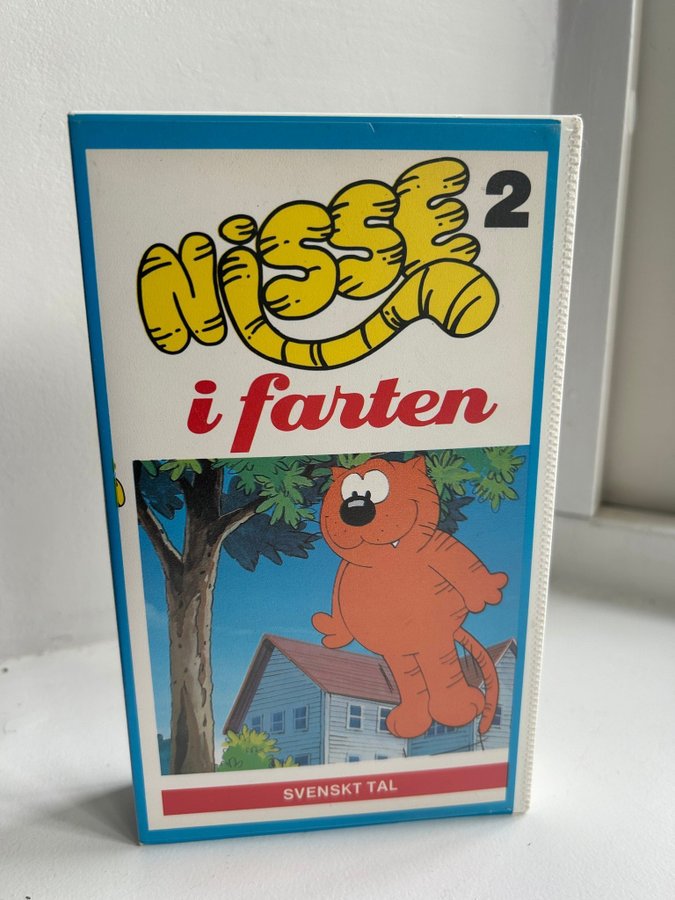 NISSE 2
i farten
SVENSKT TAL